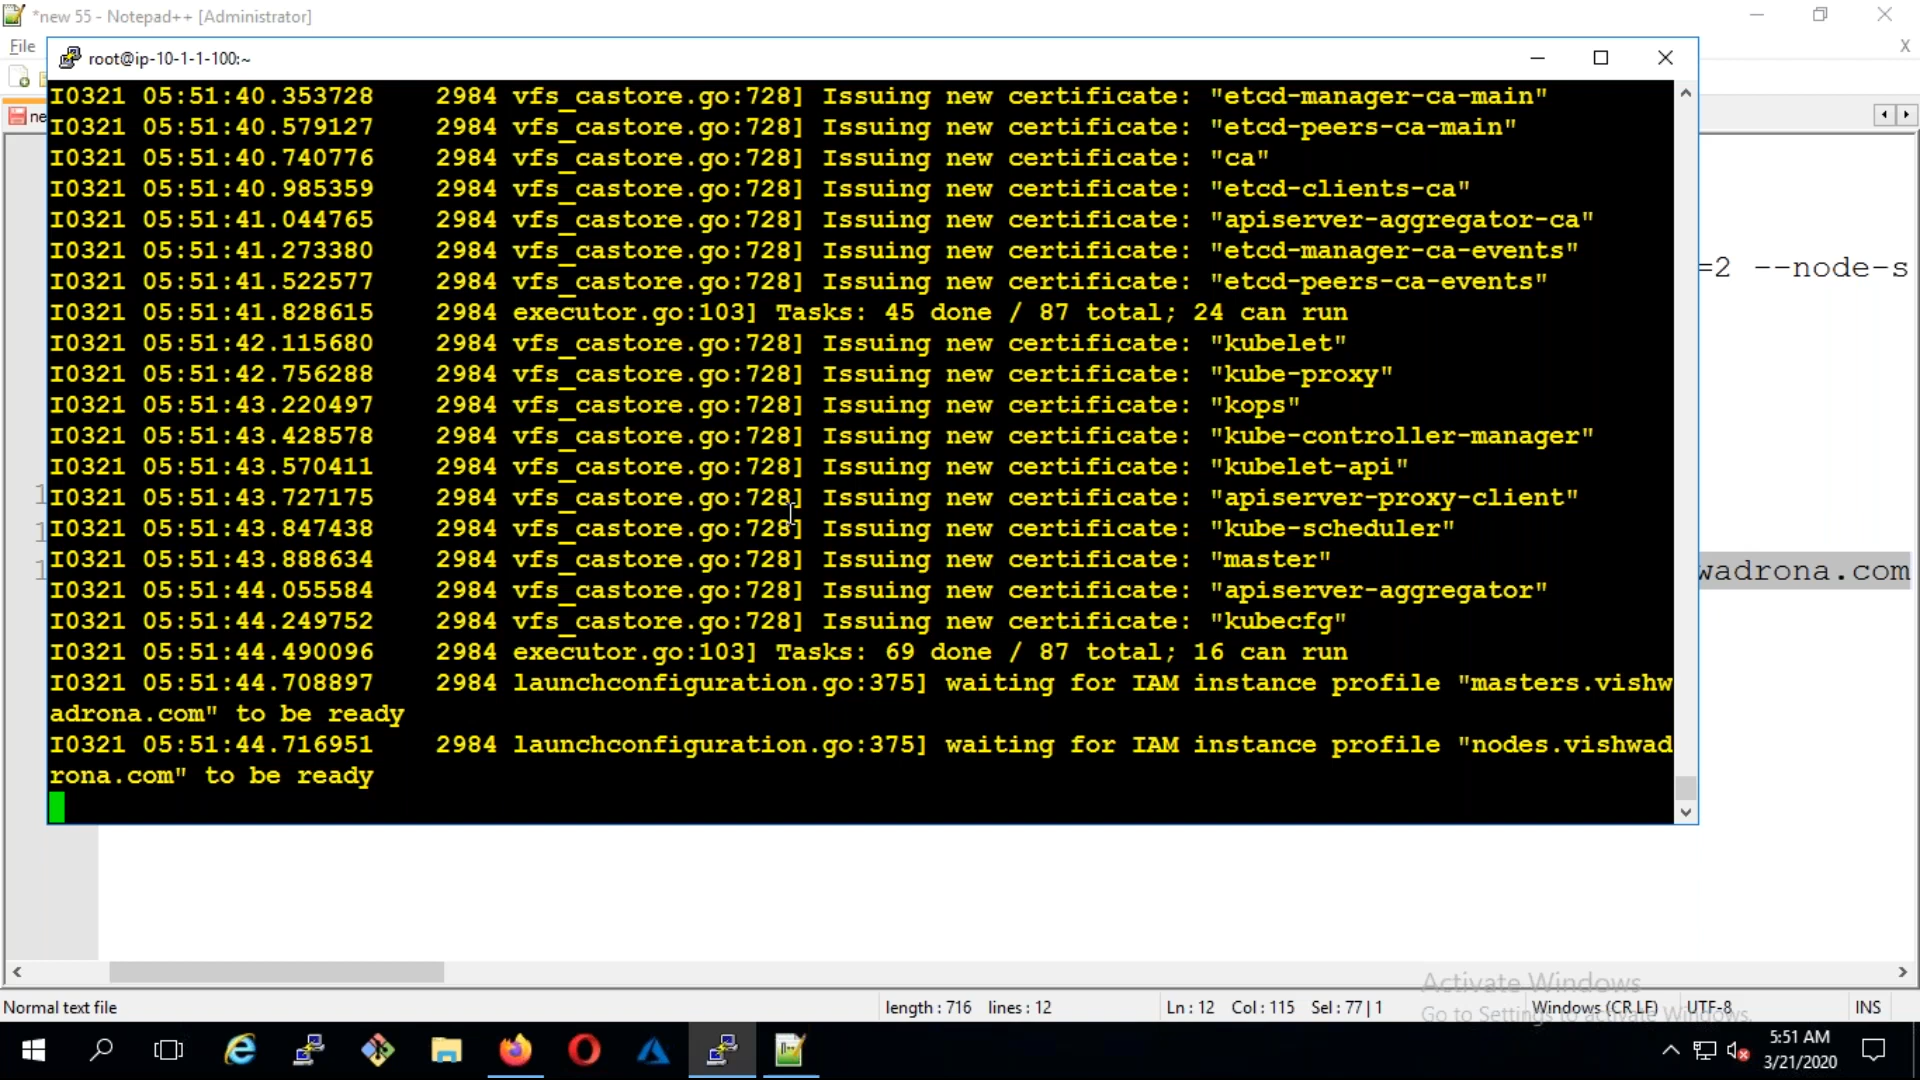 *new 55 - Notepad++ [Administrator]
File
X
root@ip-10-1-1-100:~
ne
I0321 05:51:40.353728    2984 vfs_castore.go:728] Issuing new certificate: "etcd-manager-ca-main"
I0321 05:51:40.579127    2984 vfs_castore.go:728] Issuing new certificate: "etcd-peers-ca-main"
I0321 05:51:40.740776    2984 vfs_castore.go:728] Issuing new certificate: "ca"
I0321 05:51:40.985359    2984 vfs_castore.go:728] Issuing new certificate: "etcd-clients-ca"
I0321 05:51:41.044765    2984 vfs_castore.go:728] Issuing new certificate: "apiserver-aggregator-ca"
I0321 05:51:41.273380    2984 vfs_castore.go:728] Issuing new certificate: "etcd-manager-ca-events"
I0321 05:51:41.522577    2984 vfs_castore.go:728] Issuing new certificate: "etcd-peers-ca-events"
I0321 05:51:41.828615    2984 executor.go:103] Tasks: 45 done / 87 total; 24 can run
I0321 05:51:42.115680    2984 vfs_castore.go:728] Issuing new certificate: "kubelet"
I0321 05:51:42.756288    2984 vfs_castore.go:728] Issuing new certificate: "kube-proxy"
I0321 05:51:43.220497    2984 vfs_castore.go:728] Issuing new certificate: "kops"
I0321 05:51:43.428578    2984 vfs_castore.go:728] Issuing new certificate: "kube-controller-manager"
I0321 05:51:43.570411    2984 vfs_castore.go:728] Issuing new certificate: "kubelet-api"
I0321 05:51:43.727175    2984 vfs_castore.go:728] Issuing new certificate: "apiserver-proxy-client"
I0321 05:51:43.847438    2984 vfs_castore.go:728] Issuing new certificate: "kube-scheduler"
I0321 05:51:43.888634    2984 vfs_castore.go:728] Issuing new certificate: "master"
I0321 05:51:44.055584    2984 vfs_castore.go:728] Issuing new certificate: "apiserver-aggregator"
I0321 05:51:44.249752    2984 vfs_castore.go:728] Issuing new certificate: "kubecfg"
I0321 05:51:44.490096    2984 executor.go:103] Tasks: 69 done / 87 total; 16 can run
I0321 05:51:44.708897    2984 launchconfiguration.go:375] waiting for IAM instance profile "masters.vishw
adrona.com" to be ready
I0321 05:51:44.716951    2984 launchconfiguration.go:375] waiting for IAM instance profile "nodes.vishwad
rona.com" to be ready
=2 --node-s
1
1
1
wadrona.com
Activate Windows
Go to Settings to activate Windows.
Normal text file
length : 716    lines : 12
Ln : 12    Col : 115    Sel : 77 | 1
Windows (CR LF)
UTF-8
INS
5:51 AM
3/21/2020